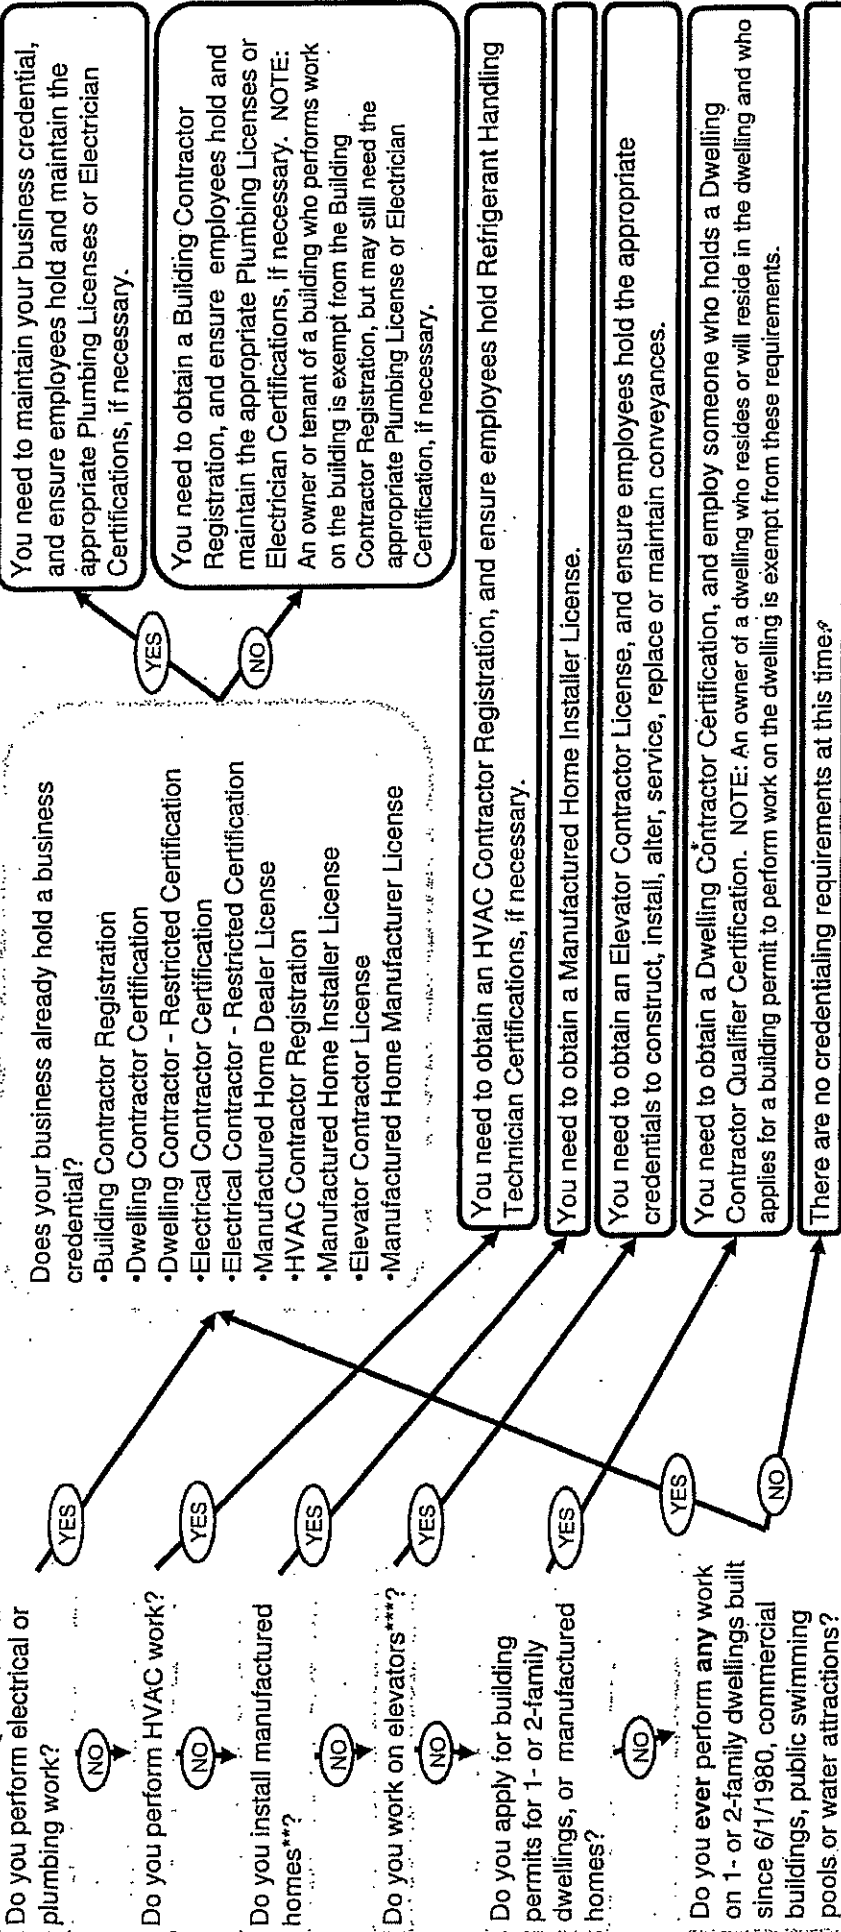 Do you perform electrical or
plumbing work?
YES
NO
Do you perform HVAC work?
YES
NO
Do you install manufactured
homes**?
YES
NO
Do you work on elevators***?
YES
NO
Do you apply for building
permits for 1- or 2-family
dwellings, or manufactured
homes?
YES
NO
Do you ever perform any work
on 1- or 2-family dwellings built
since 6/1/1980, commercial
buildings, public swimming
pools or water attractions?
YES
NO
Does your business already hold a business
credential?
•Building Contractor Registration
•Dwelling Contractor Certification
•Dwelling Contractor - Restricted Certification
•Electrical Contractor Certification
•Electrical Contractor - Restricted Certification
•Manufactured Home Dealer License
•HVAC Contractor Registration
•Manufactured Home Installer License
•Elevator Contractor License
•Manufactured Home Manufacturer License
YES
NO
You need to maintain your business credential,
and ensure employees hold and maintain the
appropriate Plumbing Licenses or Electrician
Certifications, if necessary.
You need to obtain a Building Contractor
Registration, and ensure employees hold and
maintain the appropriate Plumbing Licenses or
Electrician Certifications, if necessary. NOTE:
An owner or tenant of a building who performs work
on the building is exempt from the Building
Contractor Registration, but may still need the
appropriate Plumbing License or Electrician
Certification, if necessary.
You need to obtain an HVAC Contractor Registration, and ensure employees hold Refrigerant Handling
Technician Certifications, if necessary.
You need to obtain a Manufactured Home Installer License.
You need to obtain an Elevator Contractor License, and ensure employees hold the appropriate
credentials to construct, install, alter, service, replace or maintain conveyances.
You need to obtain a Dwelling Contractor Certification, and employ someone who holds a Dwelling
Contractor Qualifier Certification. NOTE: An owner of a dwelling who resides or will reside in the dwelling and who
applies for a building permit to perform work on the dwelling is exempt from these requirements.
There are no credentialing requirements at this time.